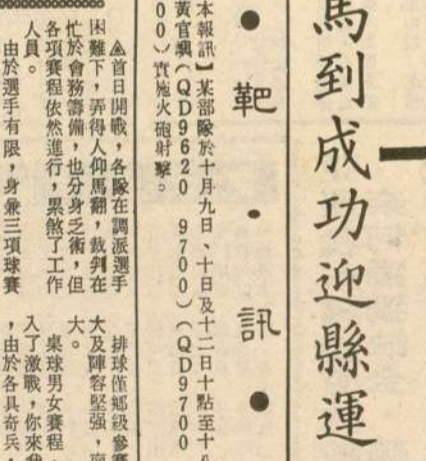 馬到成功迎縣運
●靶．訊●
本報訊】某部隊於十月九日、十日及十二日十點至十八
黃官嶼(QD9620 9700)(QD9700
00)實施火砲射擊。
▲首日開戰,各隊在調派選手
困難下,弄得人仰馬翻,裁判在
忙於會務籌備,也分身乏術,但
各項賽程依然進行,累煞了工作
人員。
由於選手有限,身兼三項球賽
排球僅鄉級參賽
大及陣容堅强,
大。
桌球男女賽程
入了激戰,你來我
,由於各具奇兵,